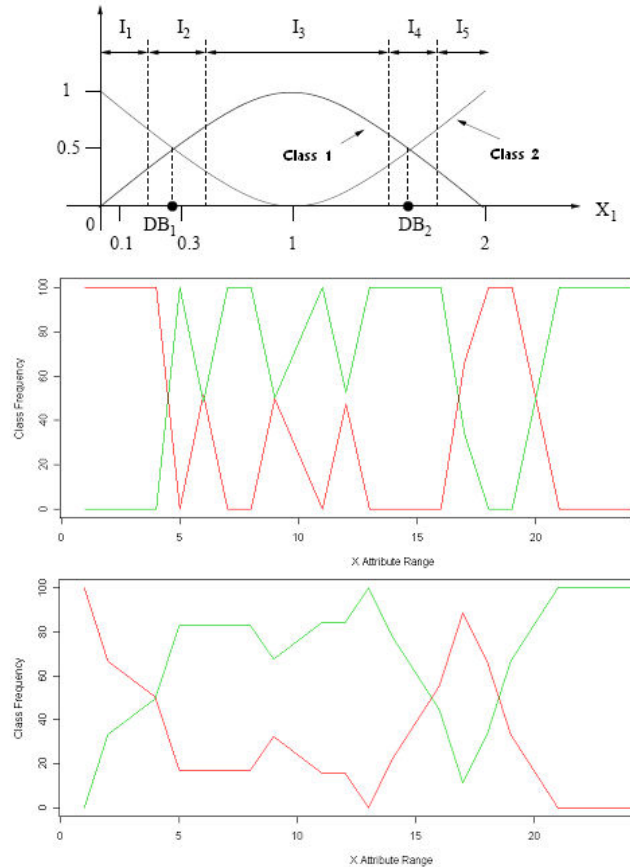 I1 I2 I3 I4 I5
1
0.5
Class 1
Class 2
0
DB1
DB2
X1
0.1
0.3
1
2
Class Frequency
100
80
60
40
20
0
0 5 10 15 20
X Attribute Range
Class Frequency
100
80
60
40
20
0
0 5 10 15 20
X Attribute Range